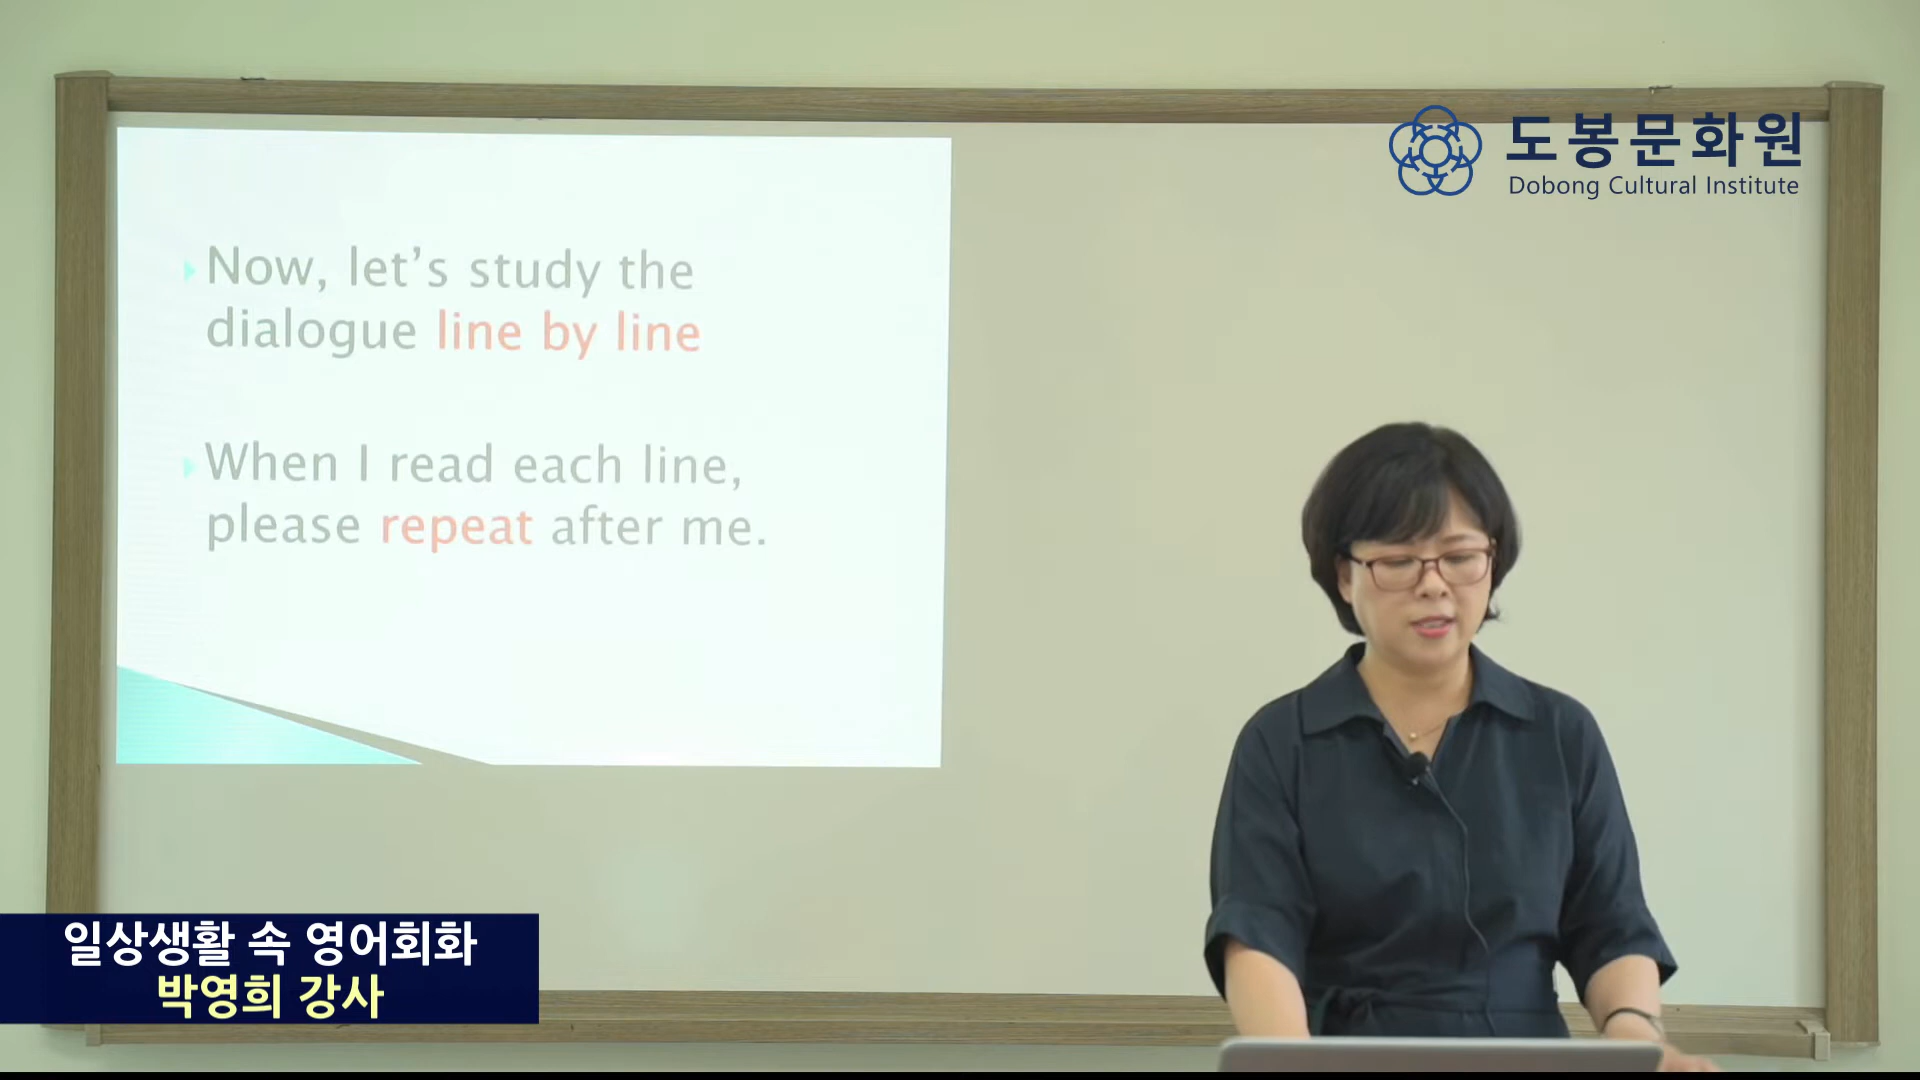 도봉문화원
Dobong Cultural Institute
Now, let's study the
dialogue line by line
When I read each line,
please repeat after me.
일상생활 속 영어회화
박영희 강사